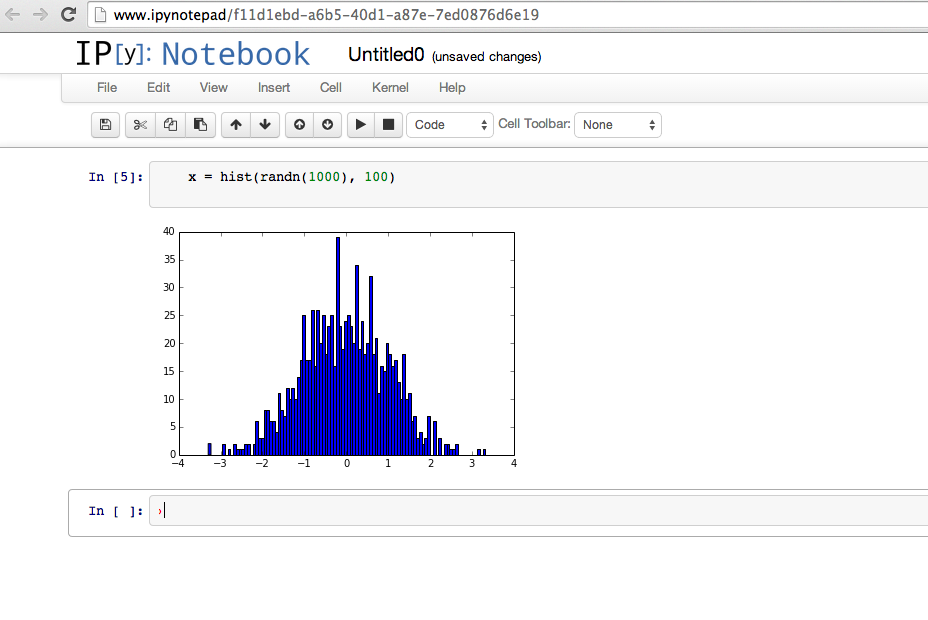 www.ipynotepad/f11d1ebd-a6b5-40d1-a87e-7ed0876d6e19
IP[y]: Notebook Untitled0 (unsaved changes)
File Edit View Insert Cell Kernel Help
Code Cell Toolbar: None
In [5]: x = hist(randn(1000), 100)
40
35
30
25
20
15
10
5
0
−4 −3 −2 −1 0 1 2 3 4
In [ ]: ›